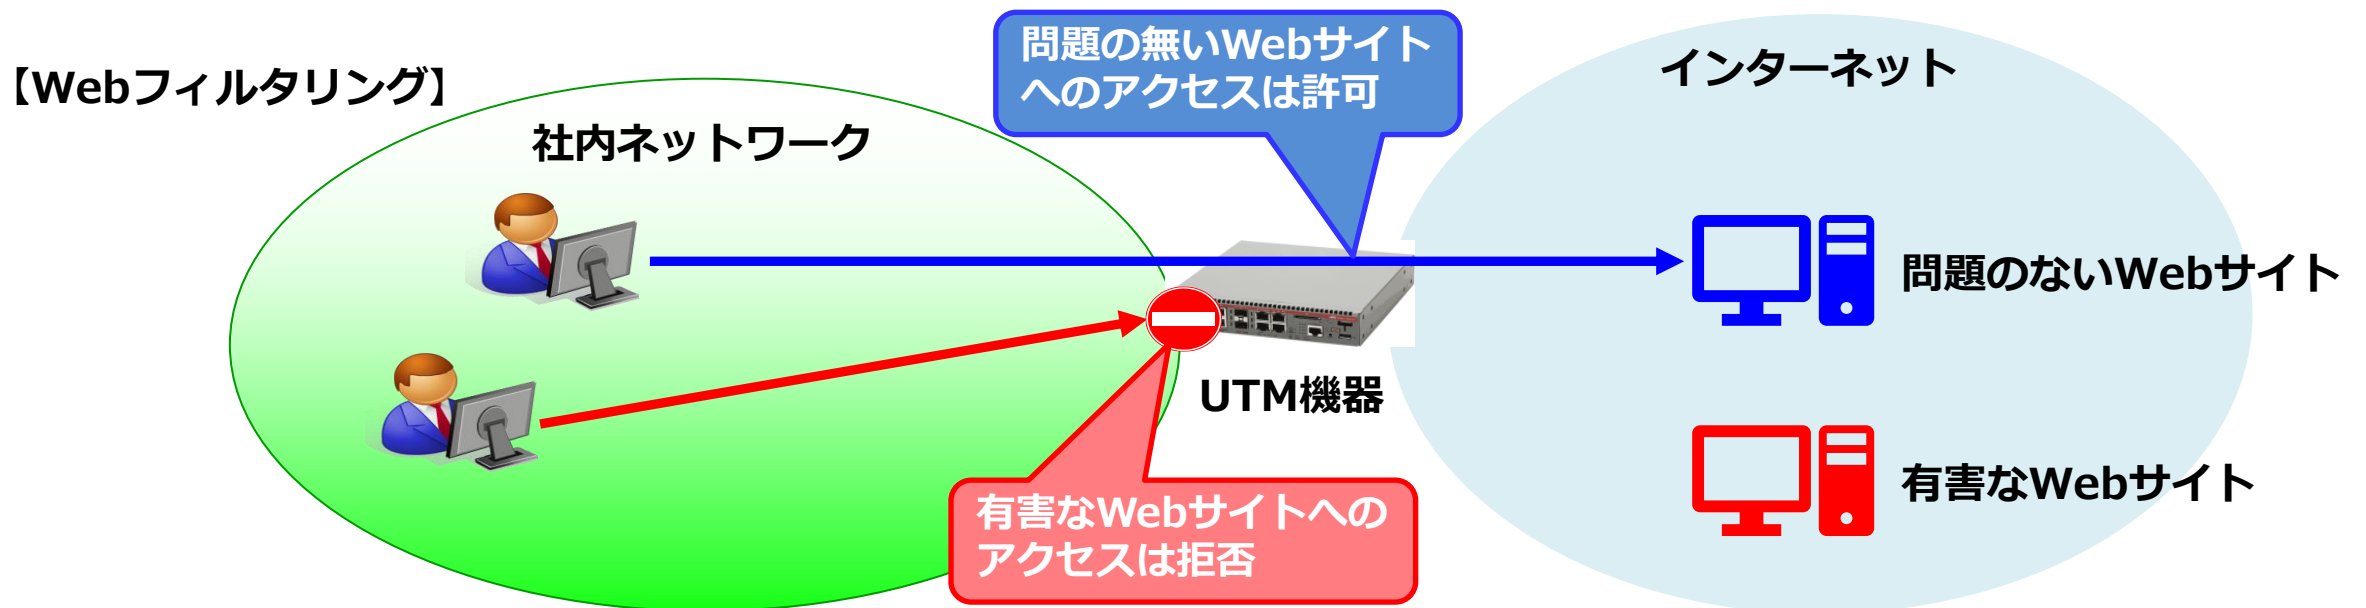 【Webフィルタリング】
社内ネットワーク
問題の無いWebサイト
へのアクセスは許可
インターネット
問題のないWebサイト
UTM機器
有害なWebサイトへの
アクセスは拒否
有害なWebサイト